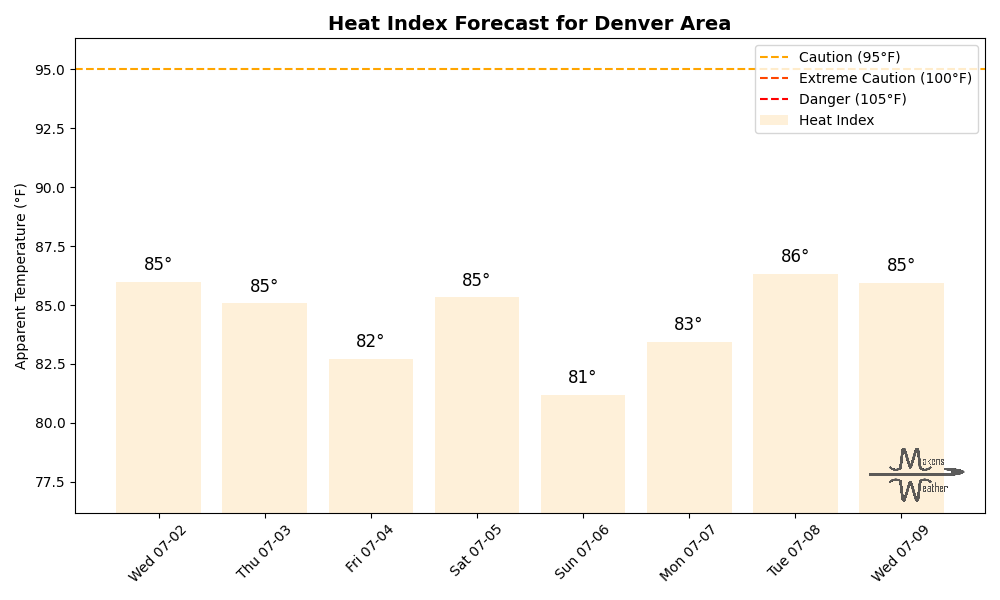 Heat Index Forecast for Denver Area
Caution (95°F)
Extreme Caution (100°F)
Danger (105°F)
Heat Index
Apparent Temperature (°F)
95.0
92.5
90.0
87.5
85.0
82.5
80.0
77.5
85°
85°
82°
85°
81°
83°
86°
85°
Wed 07-02
Thu 07-03
Fri 07-04
Sat 07-05
Sun 07-06
Mon 07-07
Tue 07-08
Wed 07-09
Weather